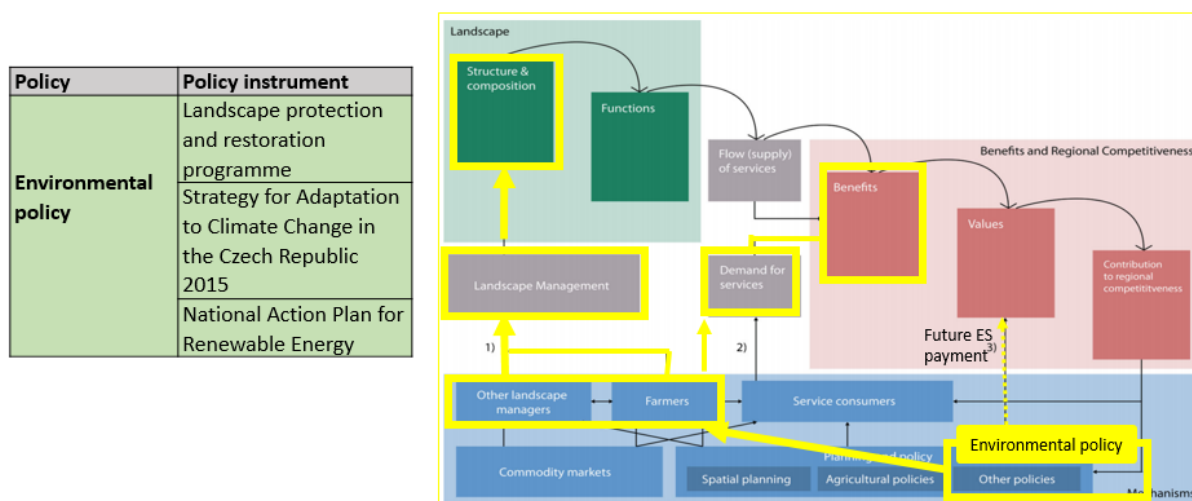 Policy
Policy instrument
Environmental
policy
Landscape protection
and restoration
programme
Strategy for Adaptation
to Climate Change in
the Czech Republic
2015
National Action Plan for
Renewable Energy
Landscape
Structure &
composition
Functions
Flow (supply)
of services
Benefits and Regional Competitiveness
Benefits
Values
Contribution
to regional
competititveness
Landscape Management
Demand for
services
1)
2)
Future ES
payment
3)
Other landscape
managers
Farmers
Service consumers
Environmental policy
Commodity markets
Planning and policy
Spatial planning
Agricultural policies
Other policies